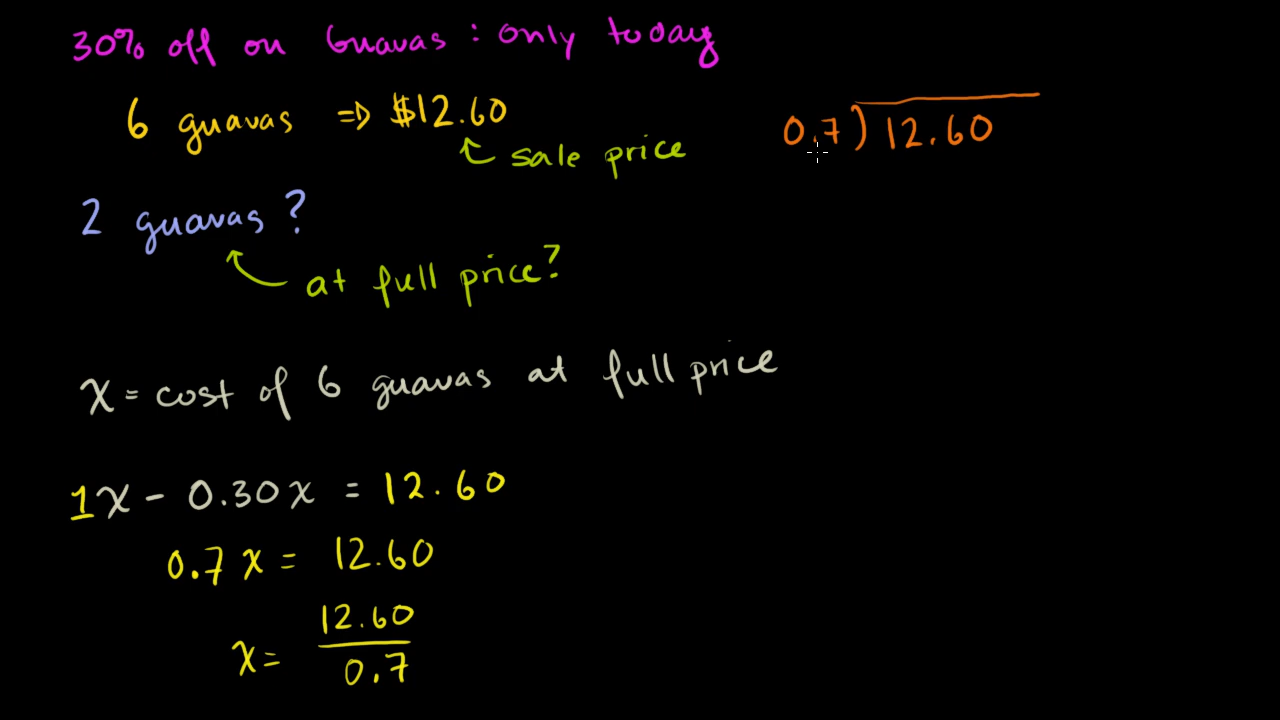 30% off on Guavas : only today
6 guavas ⇒ $12.60
sale price
0.7 ) 12.60
2 guavas ?
at full price?
x = cost of 6 guavas at full price
1x - 0.30x = 12.60
0.7x = 12.60
x = 12.60
0.7